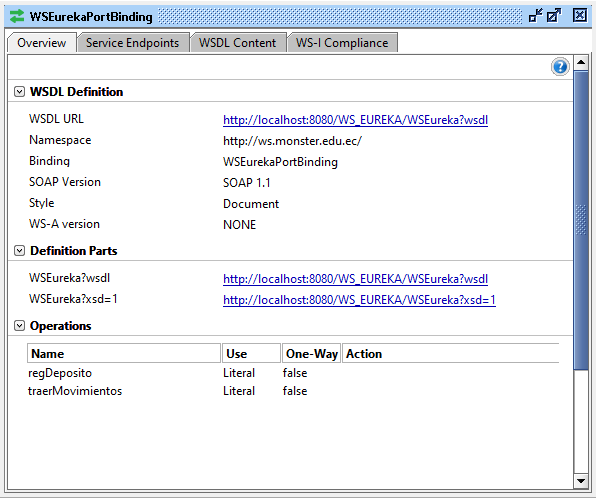 WSEurekaPortBinding
Overview Service Endpoints WSDL Content WS-I Compliance
WSDL Definition
WSDL URL http://localhost:8080/WS_EUREKA/WSEureka?wsdl
Namespace http://ws.monster.edu.ec/
Binding WSEurekaPortBinding
SOAP Version SOAP 1.1
Style Document
WS-A version NONE
Definition Parts
WSEureka?wsdl http://localhost:8080/WS_EUREKA/WSEureka?wsdl
WSEureka?xsd=1 http://localhost:8080/WS_EUREKA/WSEureka?xsd=1
Operations
Name Use One-Way Action
regDeposito Literal false
traerMovimientos Literal false